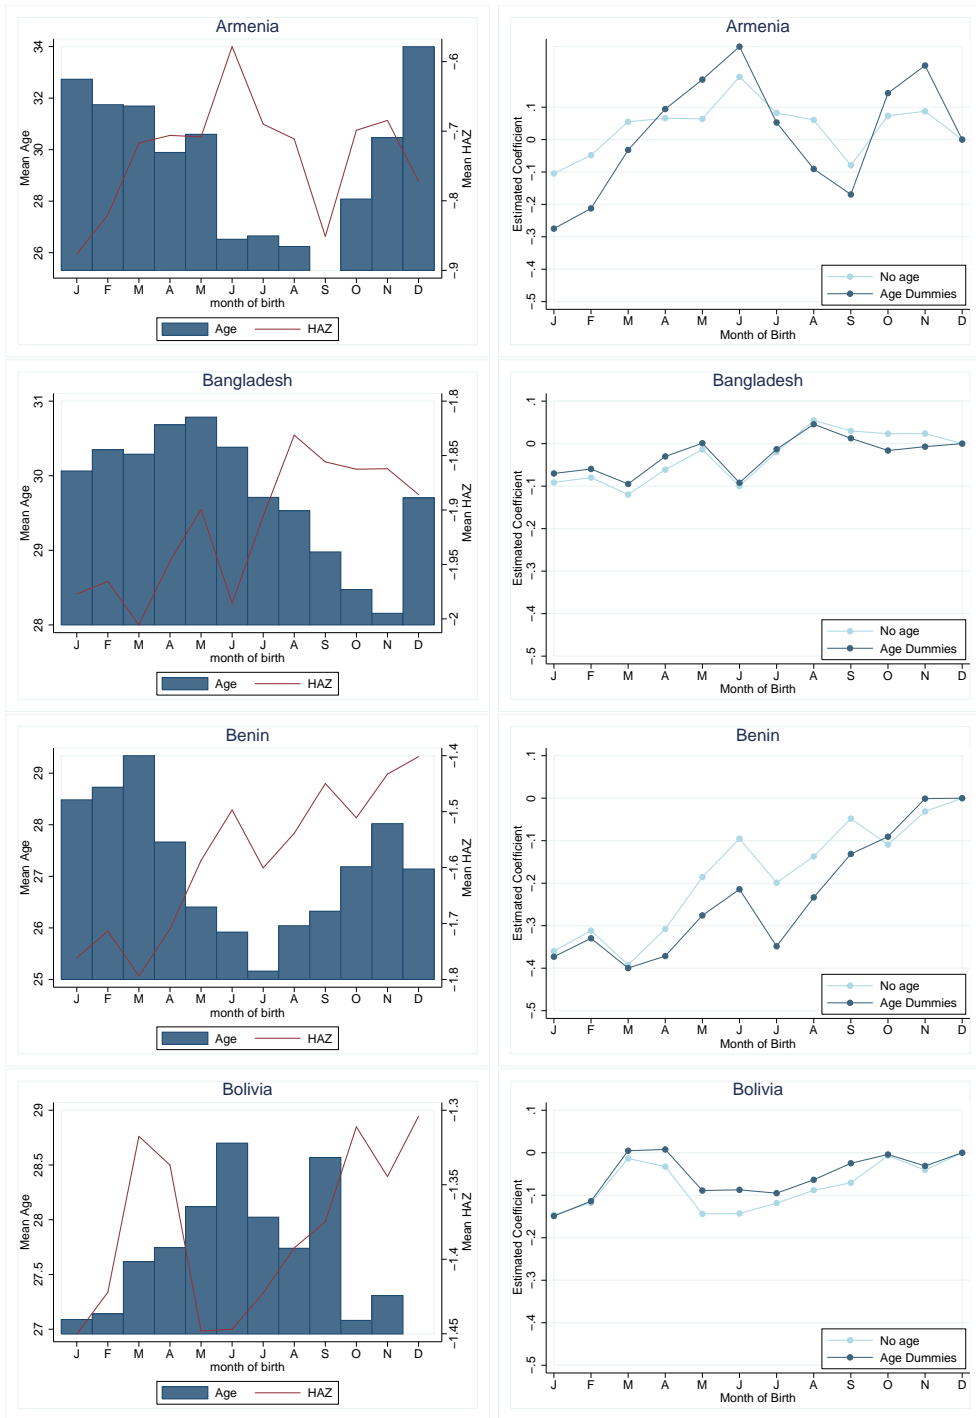 Armenia
34
32
30
28
26
Mean Age
-.6
-.7
-.8
-.9
Mean HAZ
J F M A M J J A S O N D
month of birth
Age HAZ
Armenia
.1
0
-.1
-.2
-.3
-.4
-.5
Estimated Coefficient
No age
Age Dummies
J F M A M J J A S O N D
Month of Birth
Bangladesh
31
30
29
28
Mean Age
-1.8
-1.85
-1.9
-1.95
-2
Mean HAZ
J F M A M J J A S O N D
month of birth
Age HAZ
Bangladesh
.1
0
-.1
-.2
-.3
-.4
-.5
Estimated Coefficient
No age
Age Dummies
J F M A M J J A S O N D
Month of Birth
Benin
29
28
27
26
25
Mean Age
-1.4
-1.5
-1.6
-1.7
-1.8
Mean HAZ
J F M A M J J A S O N D
month of birth
Age HAZ
Benin
.1
0
-.1
-.2
-.3
-.4
-.5
Estimated Coefficient
No age
Age Dummies
J F M A M J J A S O N D
Month of Birth
Bolivia
29
28.5
28
27.5
27
Mean Age
-1.3
-1.35
-1.4
-1.45
Mean HAZ
J F M A M J J A S O N D
month of birth
Age HAZ
Bolivia
.1
0
-.1
-.2
-.3
-.4
-.5
Estimated Coefficient
No age
Age Dummies
J F M A M J J A S O N D
Month of Birth